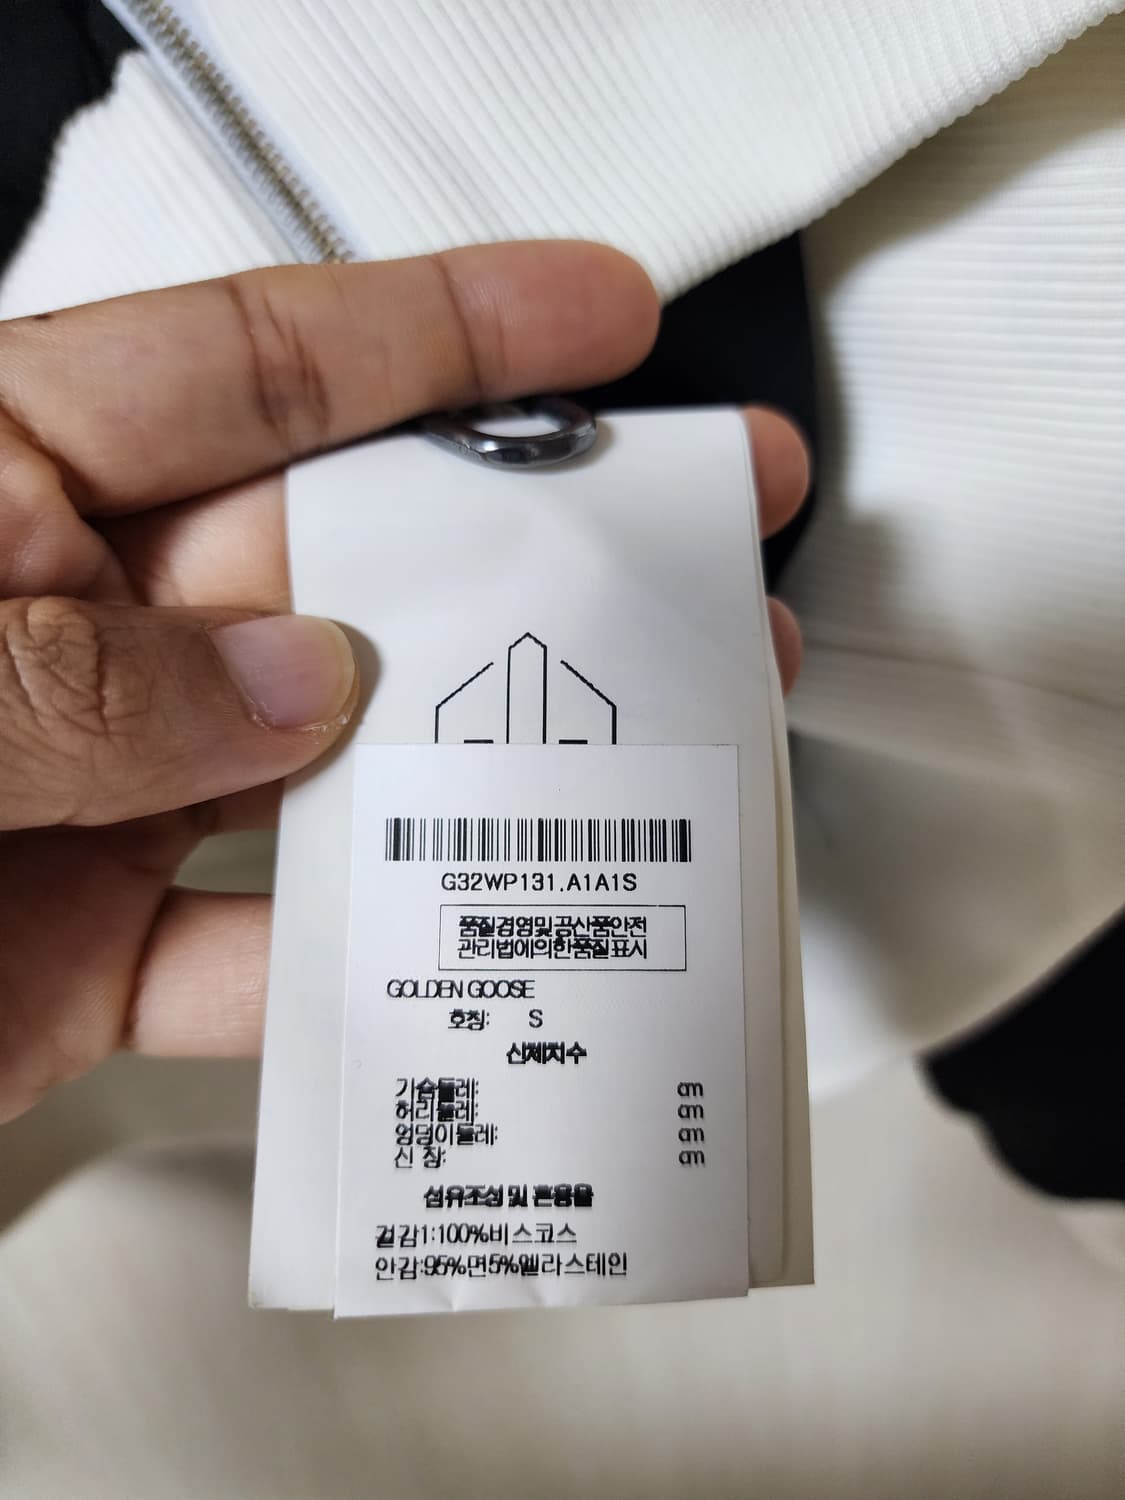 G32WP131.A1A1S
품질경영및공산품안전
관리법에의한품질표시
GOLDEN GOOSE
호칭: S
신체치수
가슴둘레: cm
허리둘레: cm
엉덩이둘레: cm
신 장: cm
섬유조성 및 혼용율
겉감1:100%비스코스
안감:95%면5%엘라스테인